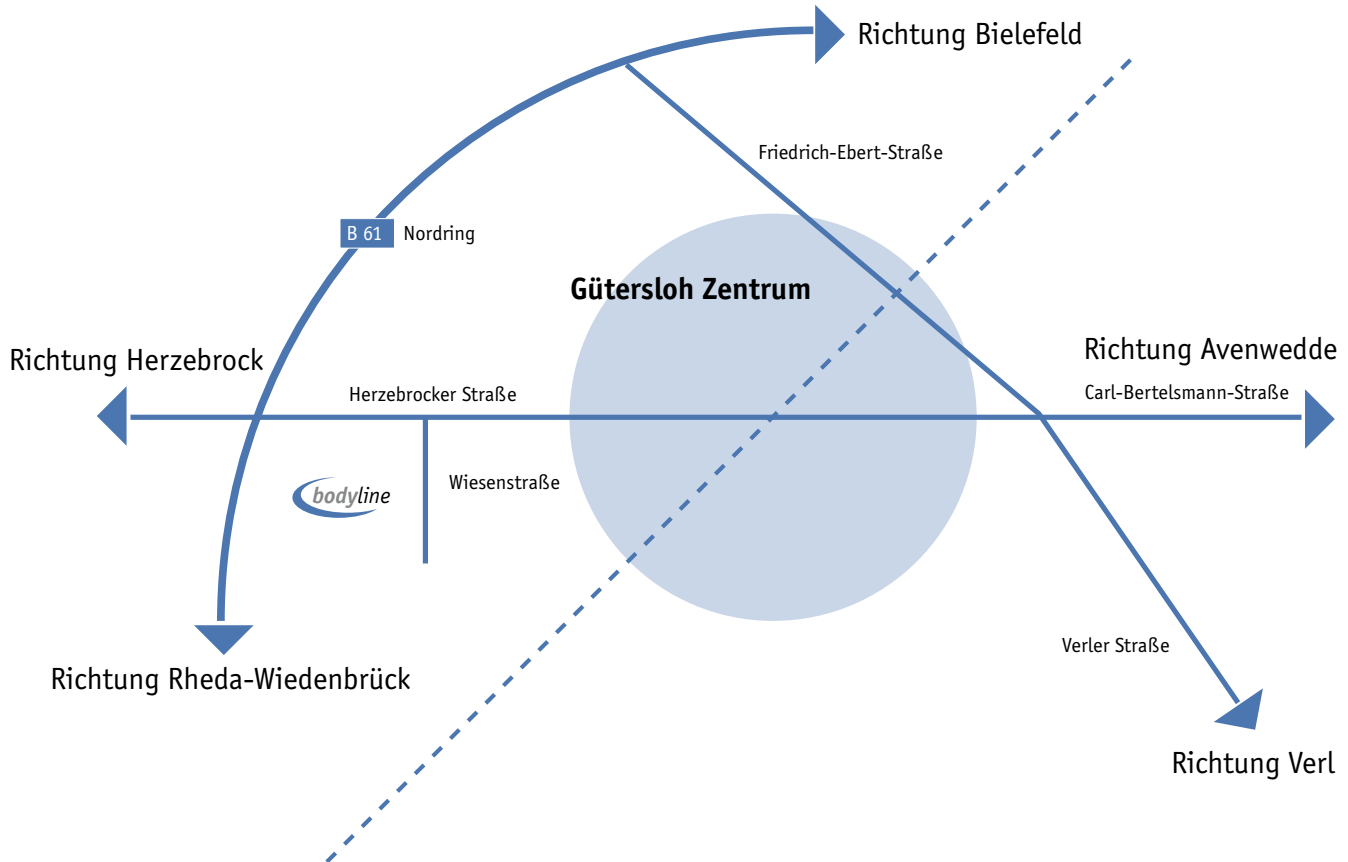 Richtung Bielefeld
Friedrich-Ebert-Straße
B 61 Nordring
Gütersloh Zentrum
Richtung Herzebrock
Richtung Avenwedde
Herzebrocker Straße
Carl-Bertelsmann-Straße
bodyline
Wiesenstraße
Verler Straße
Richtung Rheda-Wiedenbrück
Richtung Verl